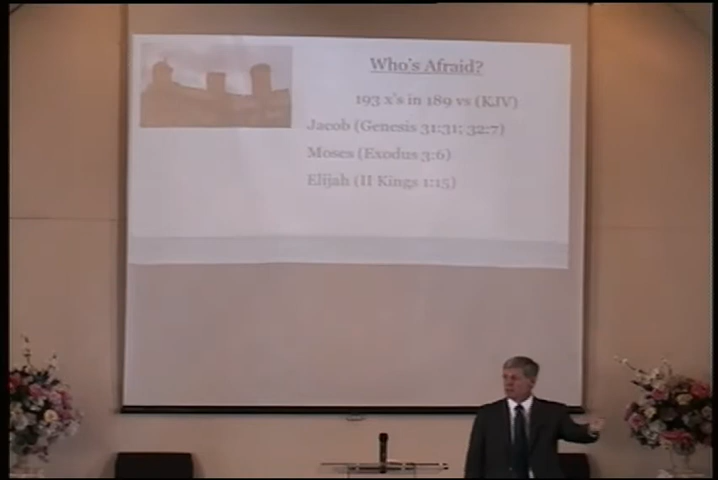 Who's Afraid?
193 x's in 189 vs (KJV)
Jacob (Genesis 31:31; 32:7)
Moses (Exodus 3:6)
Elijah (II Kings 1:15)